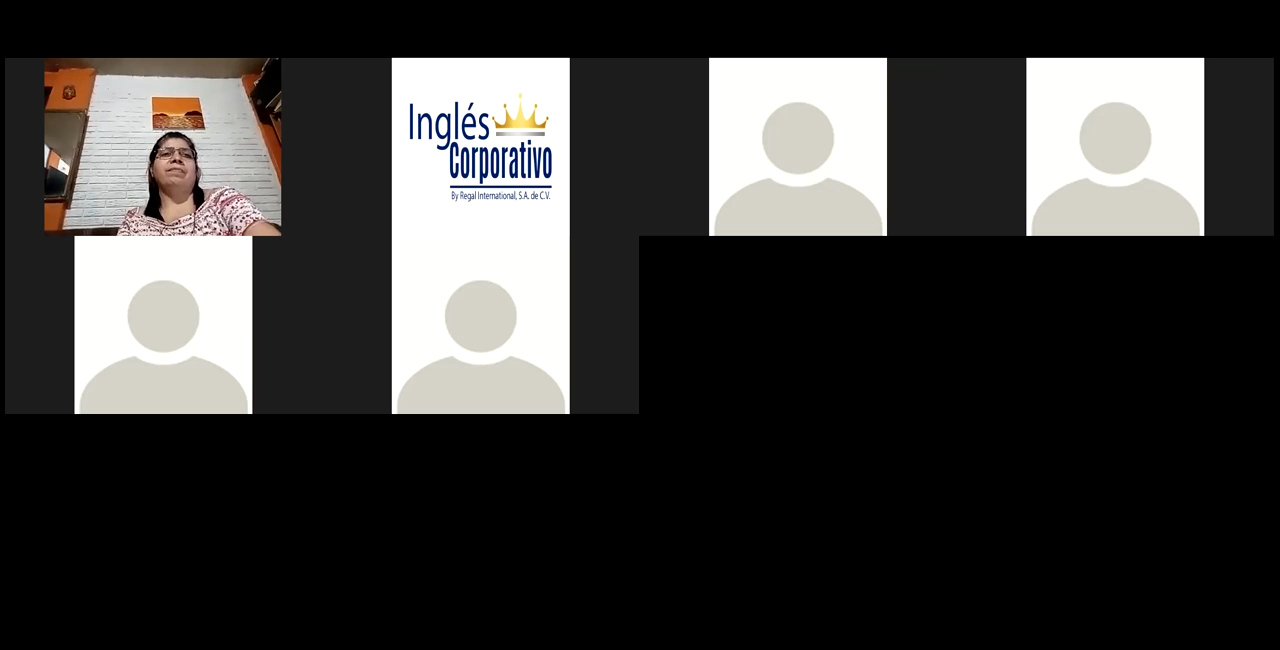 Inglés
Corporativo
By Regal International, S.A. de C.V.